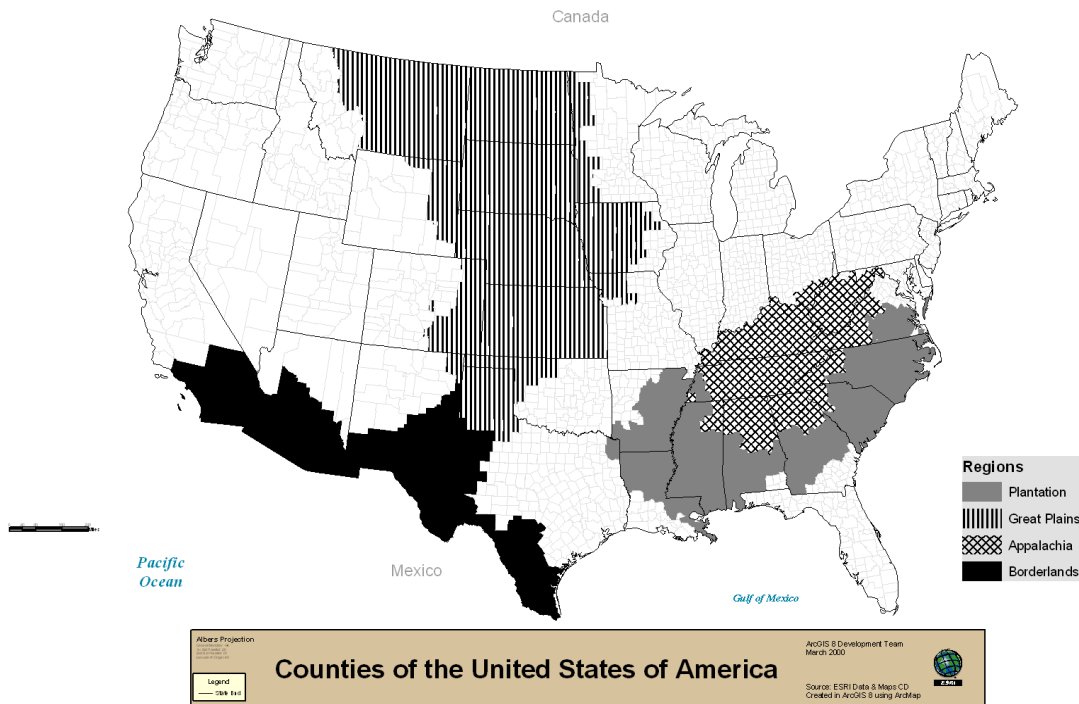 Canada
Regions
Plantation
Great Plains
Appalachia
Borderlands
Pacific
Ocean
Mexico
Gulf of Mexico
Albers Projection
Legend
Counties of the United States of America
ArcGIS 8 Development Team
March 2000
Source: ESRI Data & Maps CD
Created in ArcGIS 8 using ArcMap
ESRI